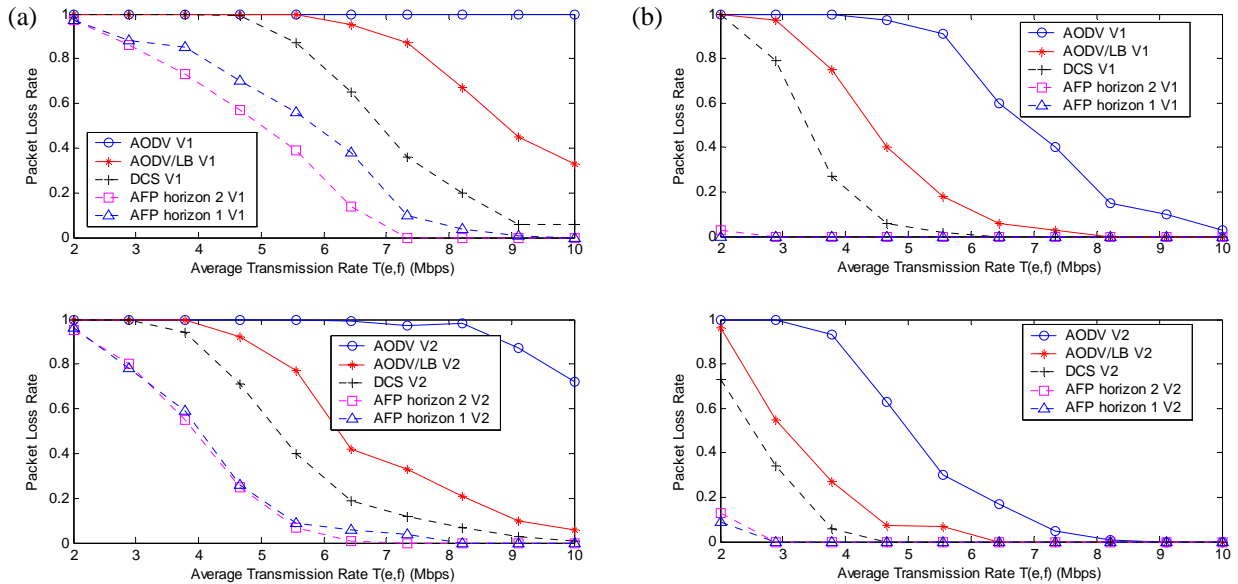 (a)
1
0.8
0.6
0.4
0.2
0
Packet Loss Rate
AODV V1
AODV/LB V1
DCS V1
AFP horizon 2 V1
AFP horizon 1 V1
2 3 4 5 6 7 8 9 10
Average Transmission Rate T(e,f) (Mbps)
(b)
1
0.8
0.6
0.4
0.2
0
Packet Loss Rate
AODV V1
AODV/LB V1
DCS V1
AFP horizon 2 V1
AFP horizon 1 V1
2 3 4 5 6 7 8 9 10
Average Transmission Rate T(e,f) (Mbps)
1
0.8
0.6
0.4
0.2
0
Packet Loss Rate
AODV V2
AODV/LB V2
DCS V2
AFP horizon 2 V2
AFP horizon 1 V2
2 3 4 5 6 7 8 9 10
Average Transmission Rate T(e,f) (Mbps)
1
0.8
0.6
0.4
0.2
0
Packet Loss Rate
AODV V2
AODV/LB V2
DCS V2
AFP horizon 2 V2
AFP horizon 1 V2
2 3 4 5 6 7 8 9 10
Average Transmission Rate T(e,f) (Mbps)